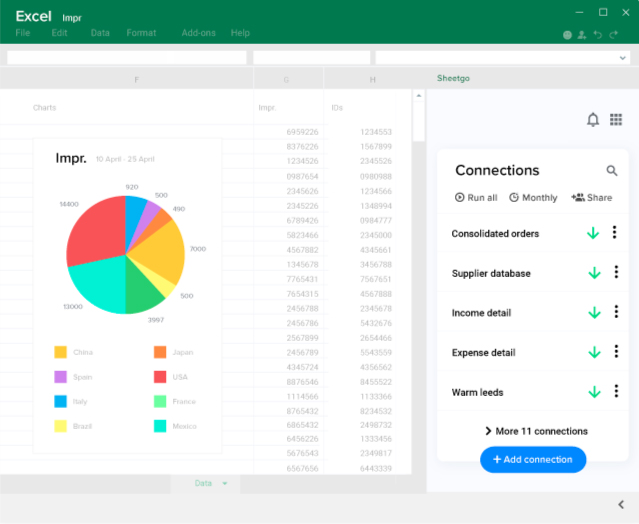 Excel Impr
File Edit Data Format Add-ons Help
F G H Sheetgo
Charts Impr. IOs
6959226 1234553
8376226 1567899
1234526 2345526
0987654 0980988
2345626 1234566
2345226 1348994
6789426 0984777
5823466 2345000
4567882 4345661
1345678 3456788
7765431 7567651
7654315 4567888
2456788 2345678
2456786 5432676
2567899 2654466
2456789 5543559
4345724 4356562
8876546 8455522
1114566 1133366
8765432 8234532
6865432 2498732
6456226 1333456
5676543 2349817
6567656 6443339
Impr. 10 April - 25 April
920
500
490
14400
7000
500
13000
3997
China Japan
Spain USA
Italy France
Brazil Mexico
Data
Connections
Run all Monthly Share
Consolidated orders
Supplier database
Income detail
Expense detail
Warm leeds
More 11 connections
+ Add connection